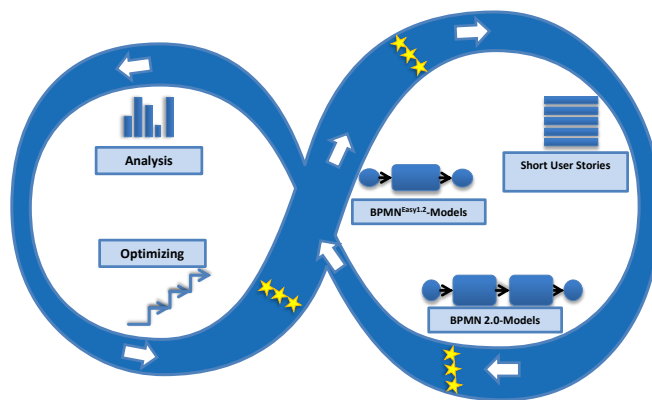 Analysis
Optimizing
BPMNEasy1.2-Models
Short User Stories
BPMN 2.0-Models